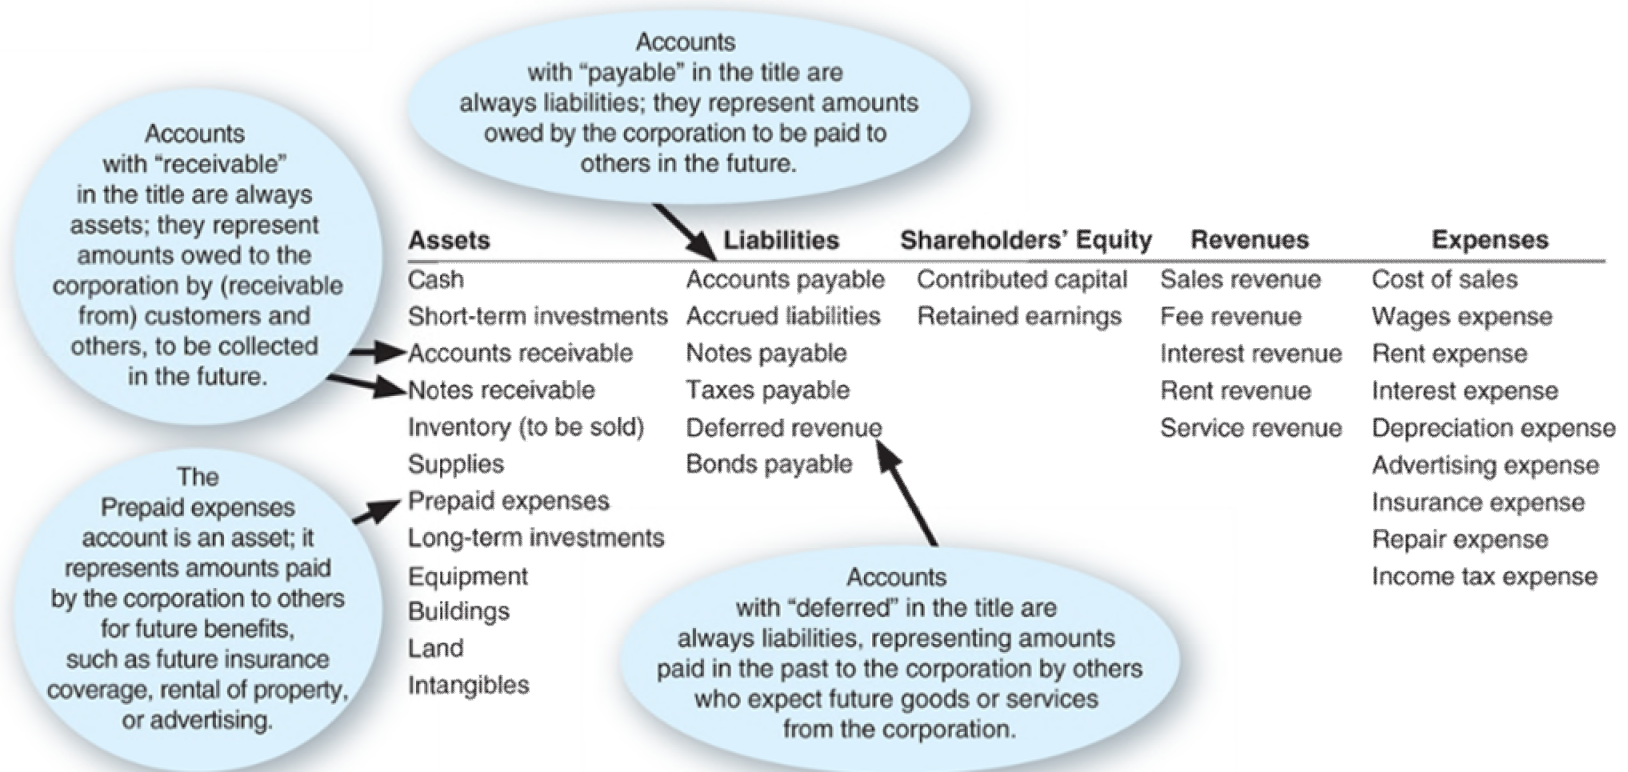 Accounts
with “payable” in the title are
always liabilities; they represent amounts
owed by the corporation to be paid to
others in the future.
Accounts
with “receivable”
in the title are always
assets; they represent
amounts owed to the
corporation by (receivable
from) customers and
others, to be collected
in the future.
The
Prepaid expenses
account is an asset; it
represents amounts paid
by the corporation to others
for future benefits,
such as future insurance
coverage, rental of property,
or advertising.
Assets
Cash
Short-term investments
Accounts receivable
Notes receivable
Inventory (to be sold)
Supplies
Prepaid expenses
Long-term investments
Equipment
Buildings
Land
Intangibles
Liabilities
Accounts payable
Accrued liabilities
Notes payable
Taxes payable
Deferred revenue
Bonds payable
Shareholders’ Equity
Contributed capital
Retained earnings
Revenues
Sales revenue
Fee revenue
Interest revenue
Rent revenue
Service revenue
Expenses
Cost of sales
Wages expense
Rent expense
Interest expense
Depreciation expense
Advertising expense
Insurance expense
Repair expense
Income tax expense
Accounts
with “deferred” in the title are
always liabilities, representing amounts
paid in the past to the corporation by others
who expect future goods or services
from the corporation.